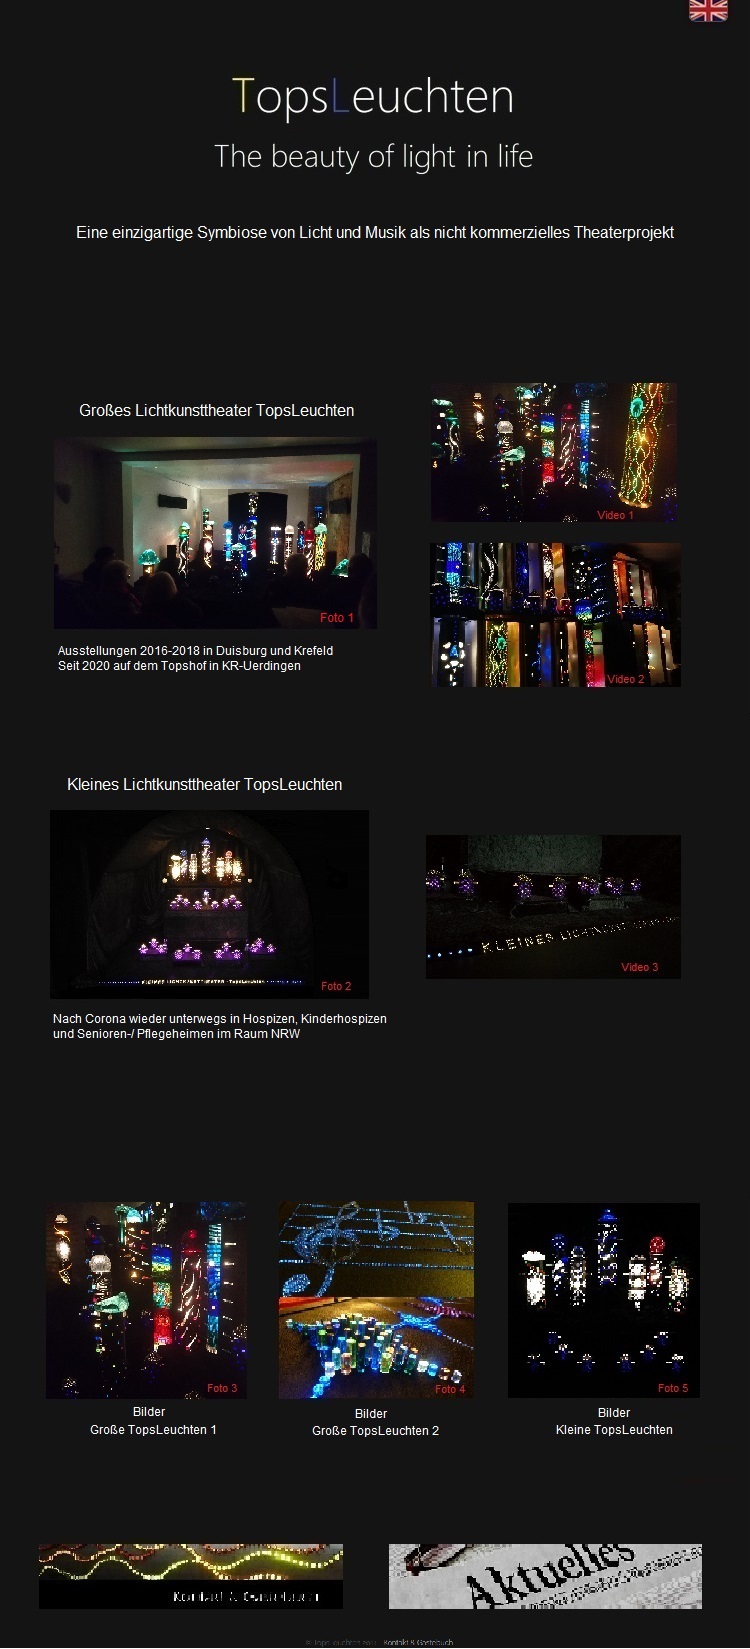 TopsLeuchten
The beauty of light in life
Eine einzigartige Symbiose von Licht und Musik als nicht kommerzielles Theaterprojekt
Großes Lichtkunsttheater TopsLeuchten
Video 1
Foto 1
Video 2
Ausstellungen 2016-2018 in Duisburg und Krefeld
Seit 2020 auf dem Topshof in KR-Uerdingen
Kleines Lichtkunsttheater TopsLeuchten
KLEINES LICHTKUNSTTHEATER TopsLeuchten
Foto 2
KLEINES
Video 3
Nach Corona wieder unterwegs in Hospizen, Kinderhospizen
und Senioren-/ Pflegeheimen im Raum NRW
Foto 3
Foto 4
Foto 5
Bilder
Große TopsLeuchten 1
Bilder
Große TopsLeuchten 2
Bilder
Kleine TopsLeuchten
Kontakt & Gästebuch
Aktuelles
Kontakt & Gästebuch